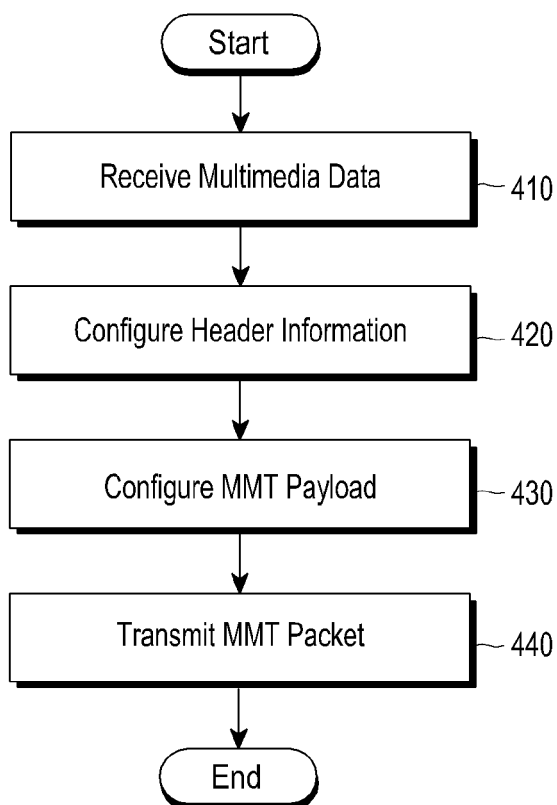 Start
Receive Multimedia Data
410
Configure Header Information
420
Configure MMT Payload
430
Transmit MMT Packet
440
End